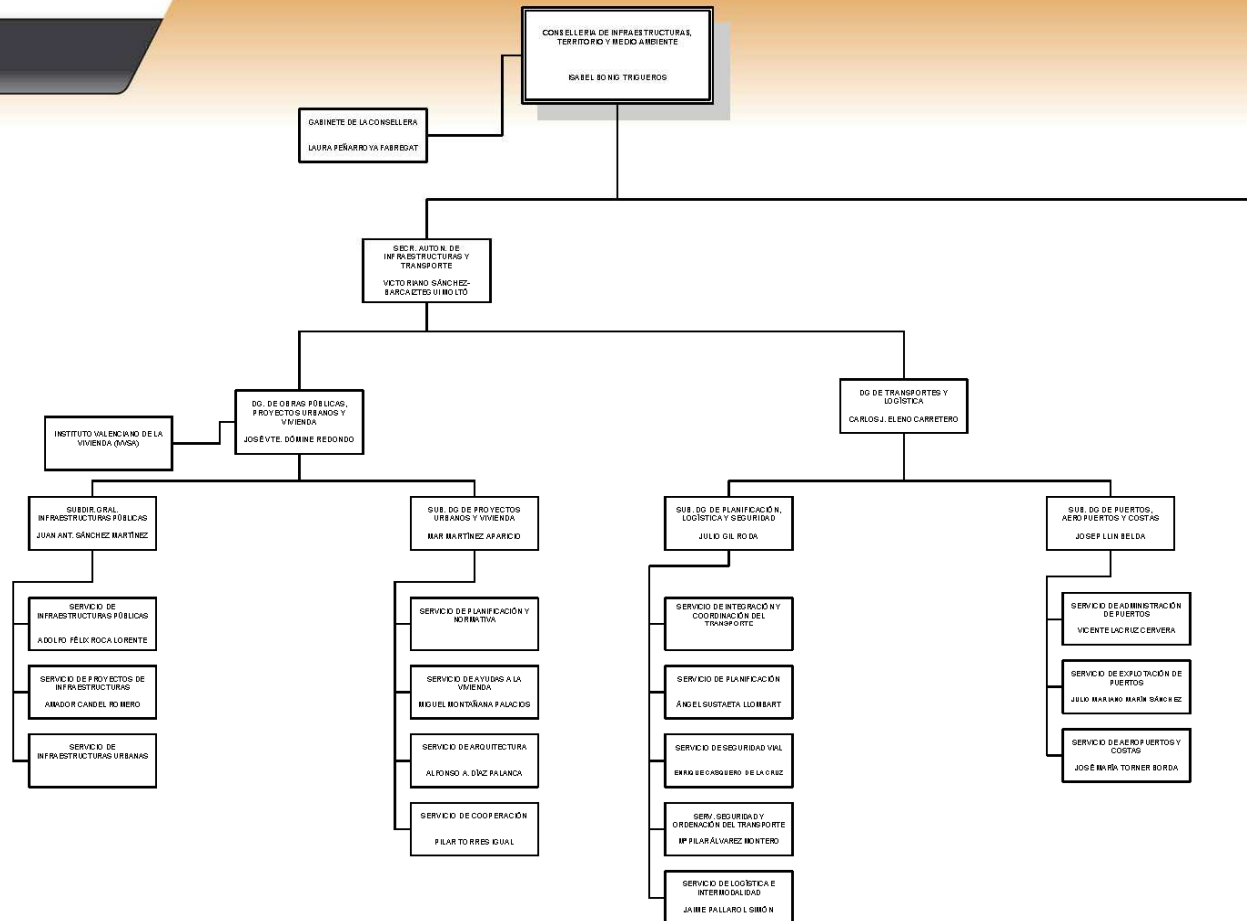 CONSELLERIA DE INFRAESTRUCTURAS,
TERRITORIO Y MEDIO AMBIENTE
ISABEL BONIG TRIGUEROS
GABINETE DE LA CONSELLERA
LAURA PEÑARROYA FABREGAT
SECR. AUTON. DE
INFRAESTRUCTURAS Y
TRANSPORTE
VICTORIANO SÁNCHEZ-
BARCAIZTEGUI MOLTÓ
DG. DE OBRAS PÚBLICAS,
PROYECTOS URBANOS Y
VIVIENDA
JOSÉ VTE. DÓMINE REDONDO
INSTITUTO VALENCIANO DE LA
VIVIENDA (IVVSA)
DG DE TRANSPORTES Y
LOGÍSTICA
CARLOS J. ELENO CARRETERO
SUBDIR. GRAL.
INFRAESTRUCTURAS PÚBLICAS
JUAN ANT. SÁNCHEZ MARTÍNEZ
SERVICIO DE
INFRAESTRUCTURAS PÚBLICAS
ADOLFO FÉLIX ROCA LORENTE
SERVICIO DE PROYECTOS DE
INFRAESTRUCTURAS
AMADOR CANDEL ROMERO
SERVICIO DE
INFRAESTRUCTURAS URBANAS
SUB. DG DE PROYECTOS
URBANOS Y VIVIENDA
MAR MARTÍNEZ APARICIO
SERVICIO DE PLANIFICACIÓN Y
NORMATIVA
SERVICIO DE AYUDAS A LA
VIVIENDA
MIGUEL MONTAÑANA PALACIOS
SERVICIO DE ARQUITECTURA
ALFONSO A. DÍAZ PALANCA
SERVICIO DE COOPERACIÓN
PILAR TORRES IGUAL
SUB. DG DE PLANIFICACIÓN,
LOGÍSTICA Y SEGURIDAD
JULIO GIL RODA
SERVICIO DE INTEGRACIÓN Y
COORDINACIÓN DEL
TRANSPORTE
SERVICIO DE PLANIFICACIÓN
ÁNGEL SUSTAETA LLOMBART
SERVICIO DE SEGURIDAD VIAL
ENRIQUE CASQUERO DE LA CRUZ
SERV. SEGURIDAD Y
ORDENACIÓN DEL TRANSPORTE
Mª PILAR ÁLVAREZ MONTERO
SERVICIO DE LOGÍSTICA E
INTERMODALIDAD
JAIME PALLAROL SIMÓN
SUB. DG DE PUERTOS,
AEROPUERTOS Y COSTAS
JOSEP LLIN BELDA
SERVICIO DE ADMINISTRACIÓN
DE PUERTOS
VICENTE LACRUZ CERVERA
SERVICIO DE EXPLOTACIÓN DE
PUERTOS
JULIO MARIANO MARÍN SÁNCHEZ
SERVICIO DE AEROPUERTOS Y
COSTAS
JOSÉ MARÍA TORNER BORDA